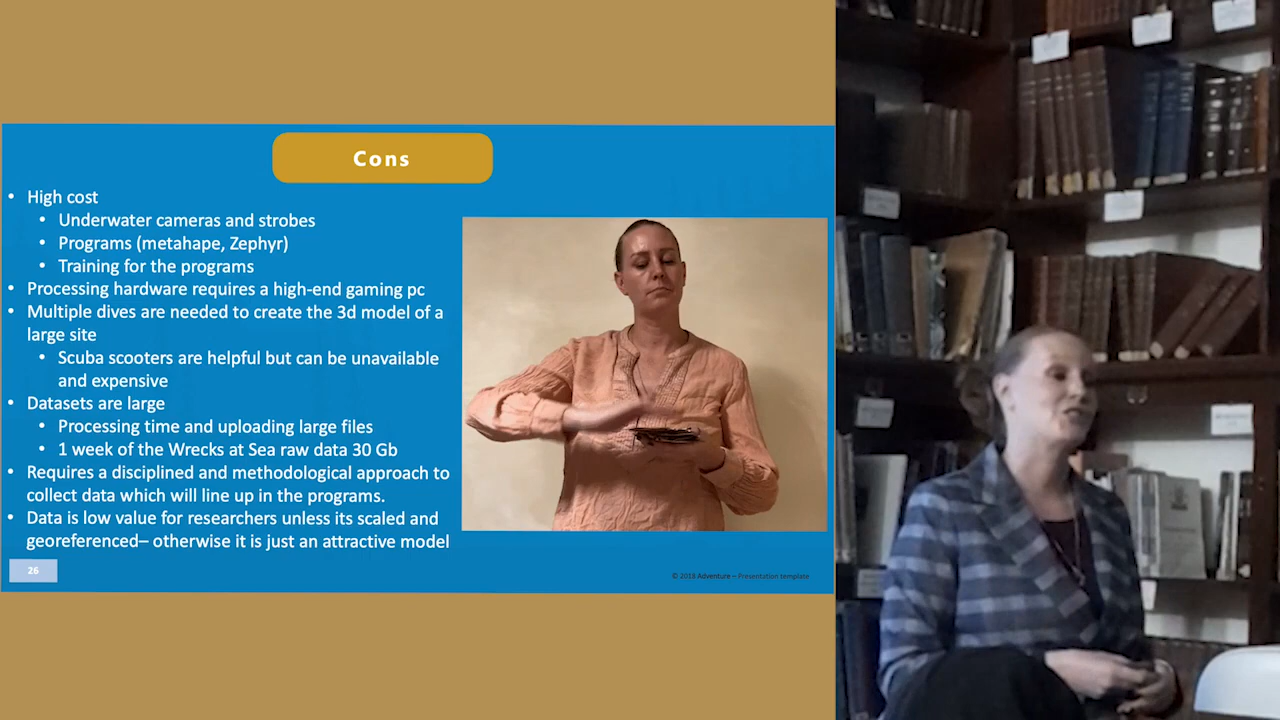 Cons
• High cost
• Underwater cameras and strobes
• Programs (metahape, Zephyr)
• Training for the programs
• Processing hardware requires a high-end gaming pc
• Multiple dives are needed to create the 3d model of a
large site
• Scuba scooters are helpful but can be unavailable
and expensive
• Datasets are large
• Processing time and uploading large files
• 1 week of the Wrecks at Sea raw data 30 Gb
• Requires a disciplined and methodological approach to
collect data which will line up in the programs.
• Data is low value for researchers unless its scaled and
georeferenced– otherwise it is just an attractive model
26
© 2019 Adventure – Presentation template